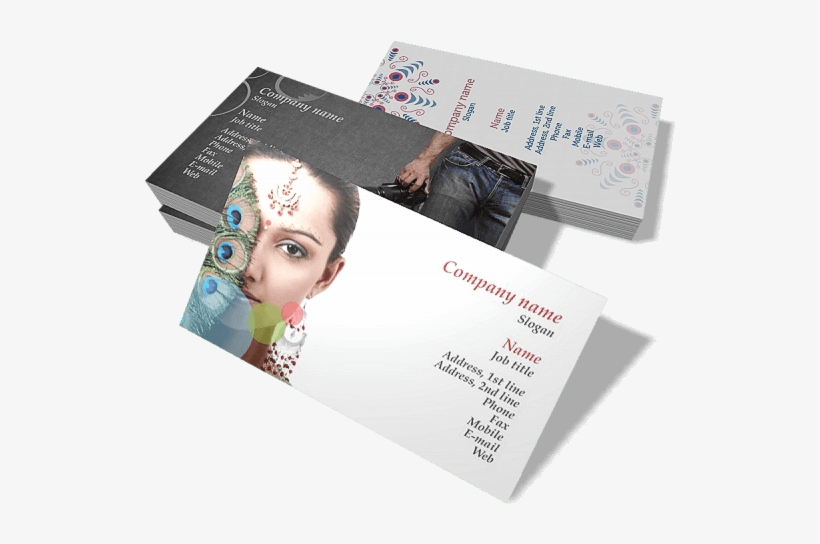 Company name
Slogan
Name
Job title
Address,
Address,
Phone
Fax
Mobile
E-mail
Web
Company name
Slogan
Name
Job title
Address, 1st line
Address, 2nd line
Phone
Fax
Mobile
E-mail
Web
Company name
Slogan
Name
Job title
Address, 1st line
Address, 2nd line
Phone
Fax
Mobile
E-mail
Web